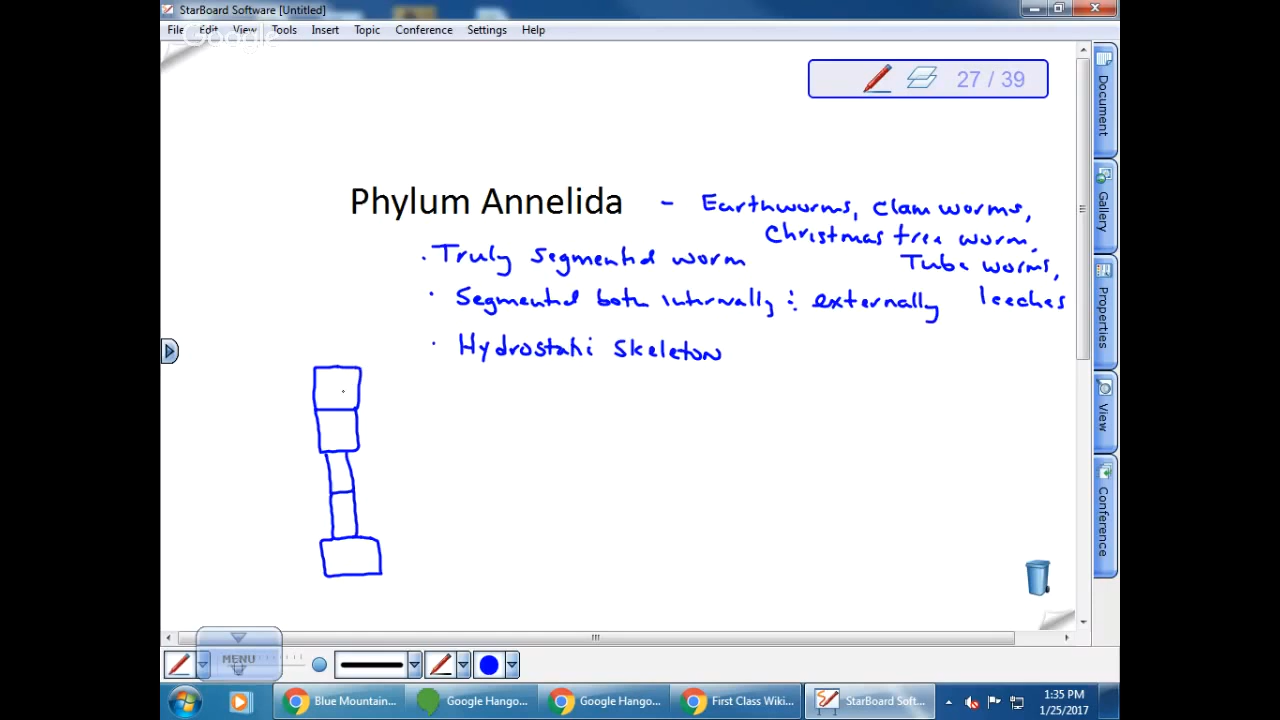 StarBoard Software [Untitled]
File Edit View Tools Insert Topic Conference Settings Help
Google
27 / 39
Document
Gallery
Properties
View
Conference
Phylum Annelida - Earthworms, Clam worms,
Christmas tree worm,
Tube worms,
leeches
· Truly segmented worm
· Segmented both internally & externally
· Hydrostatic Skeleton
MENU
Blue Mountain...
Google Hango...
Google Hango...
First Class Wiki...
StarBoard Soft...
1:35 PM
1/25/2017